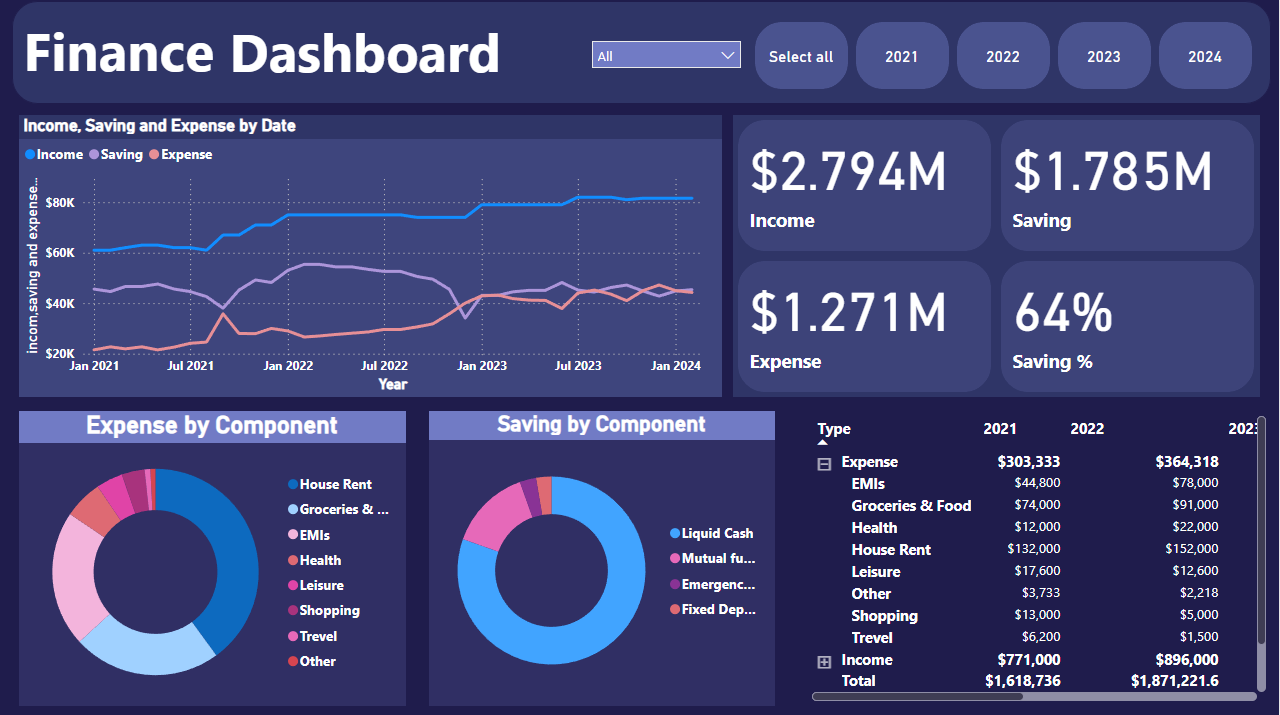 Finance Dashboard
All
Select all
2021
2022
2023
2024
Income, Saving and Expense by Date
Income Saving Expense
incom,saving and expense...
$80K
$60K
$40K
$20K
Jan 2021 Jul 2021 Jan 2022 Jul 2022 Jan 2023 Jul 2023 Jan 2024
Year
$2.794M
Income
$1.785M
Saving
$1.271M
Expense
64%
Saving %
Expense by Component
House Rent
Groceries & ...
EMIs
Health
Leisure
Shopping
Trevel
Other
Saving by Component
Liquid Cash
Mutual fu...
Emergenc...
Fixed Dep...
Type 2021 2022 2023
Expense $303,333 $364,318
EMIs $44,800 $78,000
Groceries & Food $74,000 $91,000
Health $12,000 $22,000
House Rent $132,000 $152,000
Leisure $17,600 $12,600
Other $3,733 $2,218
Shopping $13,000 $5,000
Trevel $6,200 $1,500
Income $771,000 $896,000
Total $1,618,736 $1,871,221.6